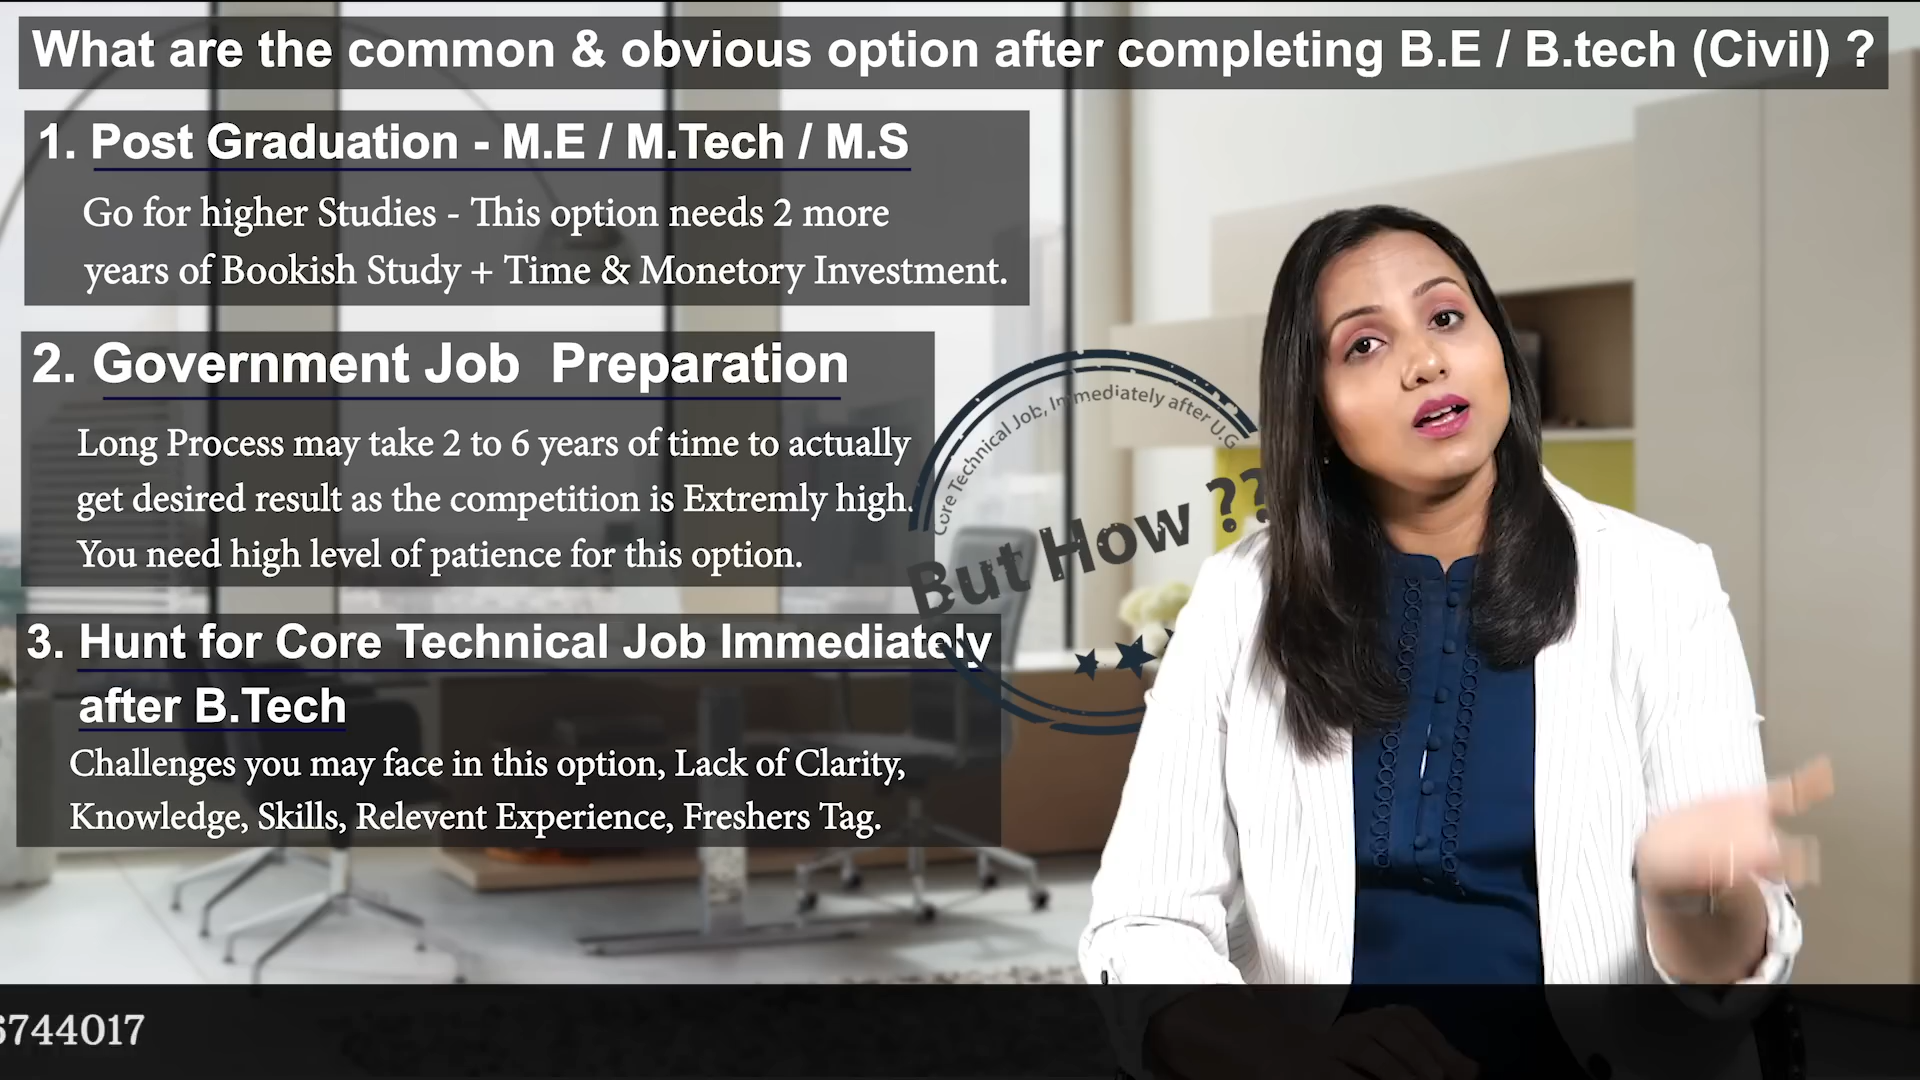 What are the common & obvious option after completing B.E / B.tech (Civil) ?
1. Post Graduation - M.E / M.Tech / M.S
Go for higher Studies - This option needs 2 more
years of Bookish Study + Time & Monetory Investment.
2. Government Job Preparation
Long Process may take 2 to 6 years of time to actually
get desired result as the competition is Extremly high.
You need high level of patience for this option.
Core Technical Job, Immediately after U.G
But How ??
3. Hunt for Core Technical Job Immediately
after B.Tech
Challenges you may face in this option, Lack of Clarity,
Knowledge, Skills, Relevent Experience, Freshers Tag.
6744017